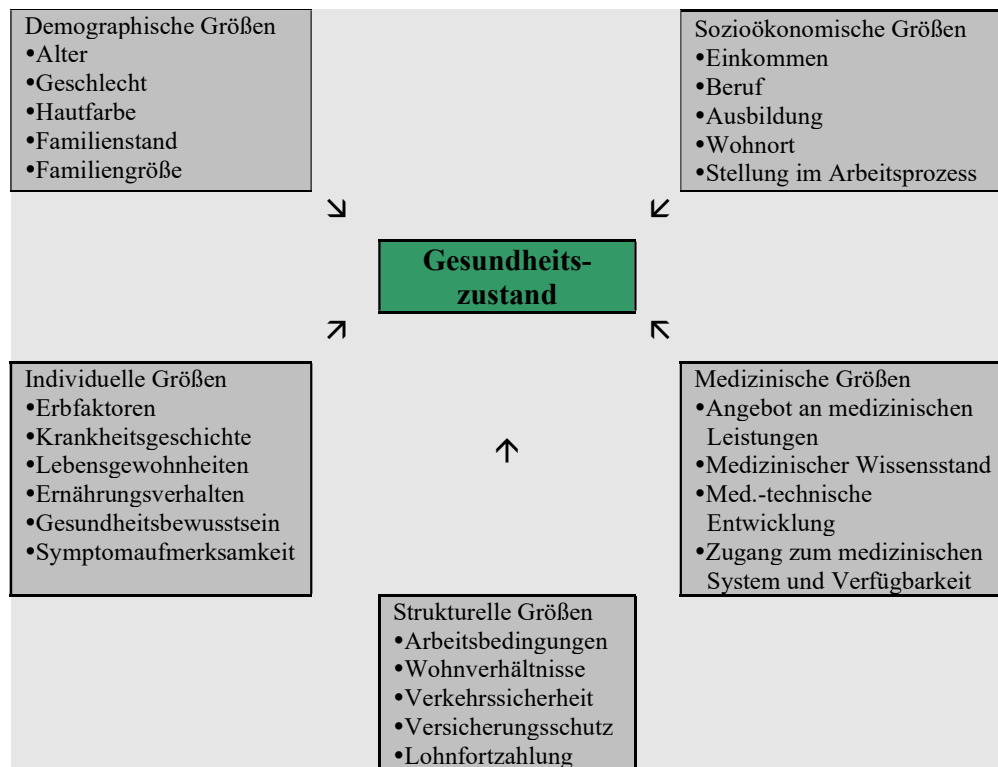 Demographische Größen
•Alter
•Geschlecht
•Hautfarbe
•Familienstand
•Familiengröße
Sozioökonomische Größen
•Einkommen
•Beruf
•Ausbildung
•Wohnort
•Stellung im Arbeitsprozess
Gesundheits-
zustand
Individuelle Größen
•Erbfaktoren
•Krankheitsgeschichte
•Lebensgewohnheiten
•Ernährungsverhalten
•Gesundheitsbewusstsein
•Symptomaufmerksamkeit
Medizinische Größen
•Angebot an medizinischen
Leistungen
•Medizinischer Wissensstand
•Med.-technische
Entwicklung
•Zugang zum medizinischen
System und Verfügbarkeit
Strukturelle Größen
•Arbeitsbedingungen
•Wohnverhältnisse
•Verkehrssicherheit
•Versicherungsschutz
•Lohnfortzahlung